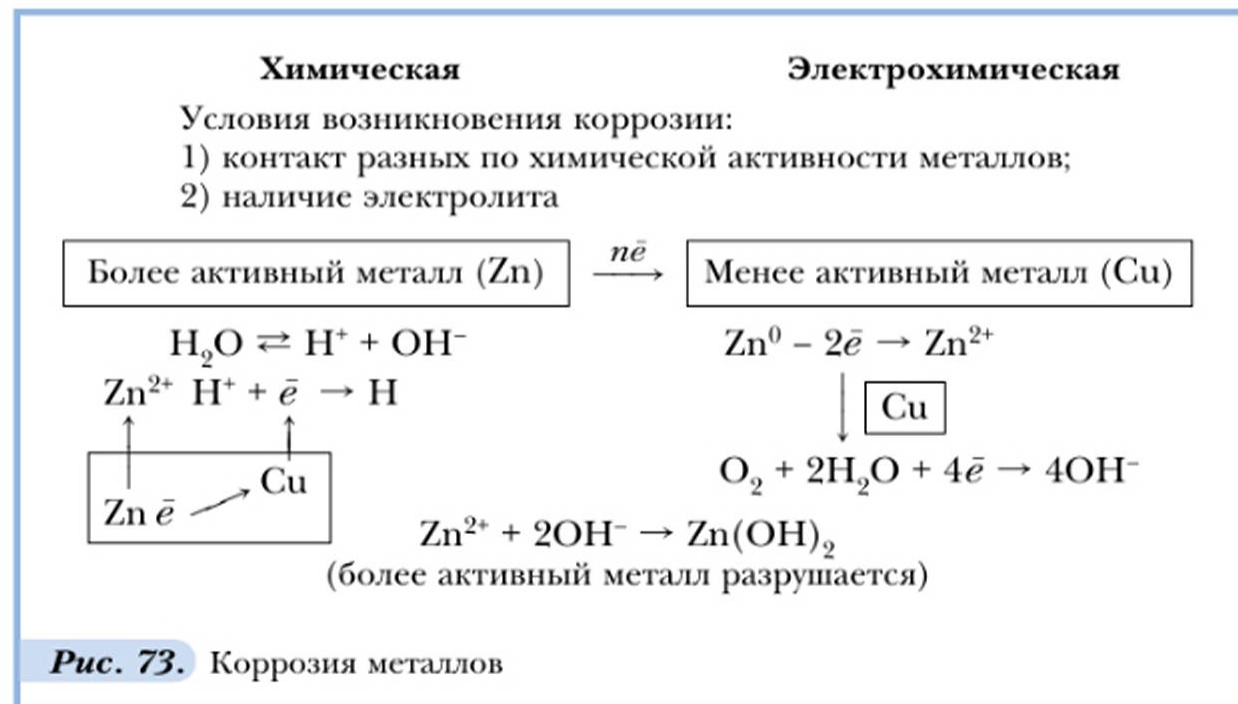 Химическая Электрохимическая
Условия возникновения коррозии:
1) контакт разных по химической активности металлов;
2) наличие электролита
Более активный металл (Zn) nē → Менее активный металл (Cu)
H₂O ⇄ H⁺ + OH⁻ Zn⁰ – 2ē → Zn²⁺
Zn²⁺ H⁺ + ē → H
Cu
O₂ + 2H₂O + 4ē → 4OH⁻
Cu
Zn ē
Zn²⁺ + 2OH⁻ → Zn(OH)₂
(более активный металл разрушается)
Рис. 73. Коррозия металлов